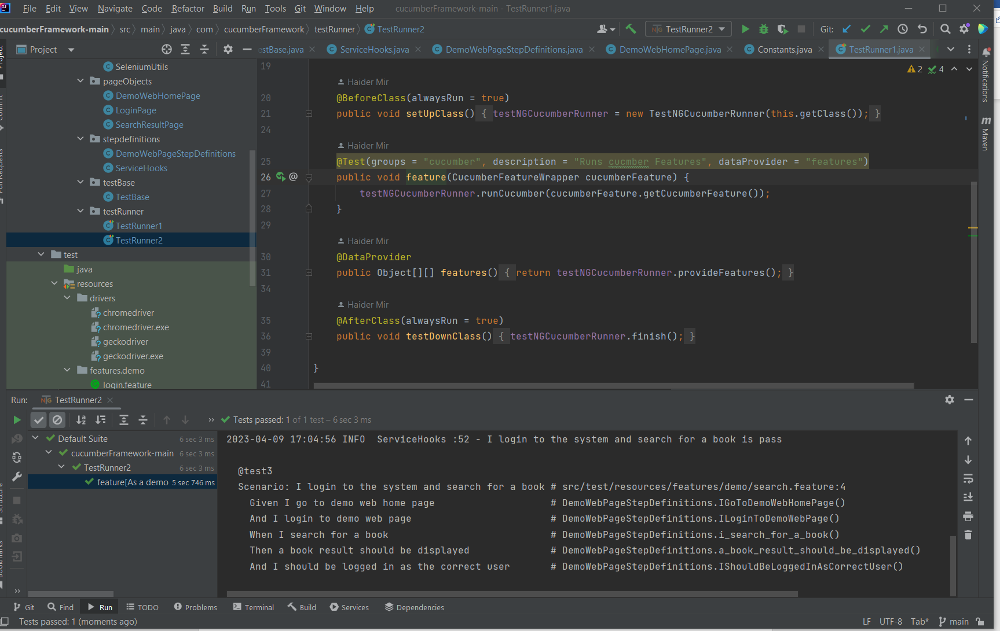 File Edit View Navigate Code Refactor Build Run Tools Git Window Help cucumberFramework-main - TestRunner1.java
cucumberFramework-main src main java com cucumberFramework testRunner TestRunner2 TestRunner2 Git:
Project estBase.java ServiceHooks.java DemoWebPageStepDefinitions.java DemoWebHomePage.java Constants.java TestRunner1.java
SeleniumUtils
pageObjects
DemoWebHomePage
LoginPage
SearchResultPage
stepdefinitions
DemoWebPageStepDefinitions
ServiceHooks
testBase
TestBase
testRunner
TestRunner1
TestRunner2
test
java
resources
drivers
chromedriver
chromedriver.exe
geckodriver
geckodriver.exe
features.demo
login.feature
2 4
19
Haider Mir
20 @BeforeClass(alwaysRun = true)
21 public void setUpClass() { testNGCucumberRunner = new TestNGCucumberRunner(this.getClass()); }
24
Haider Mir
25 @Test(groups = "cucumber", description = "Runs cucmber Features", dataProvider = "features")
26 @ public void feature(CucumberFeatureWrapper cucumberFeature) {
27 testNGCucumberRunner.runCucumber(cucumberFeature.getCucumberFeature());
28 }
29
Haider Mir
30 @DataProvider
31 public Object[][] features() { return testNGCucumberRunner.provideFeatures(); }
34
Haider Mir
35 @AfterClass(alwaysRun = true)
36 public void testDownClass() { testNGCucumberRunner.finish(); }
39
40 }
41
Notifications
Maven
Run: TestRunner2
Tests passed: 1 of 1 test – 6 sec 3 ms
Default Suite 6 sec 3 ms
cucumberFramework-main 6 sec 3 ms
TestRunner2 6 sec 3 ms
feature[As a demo 5 sec 746 ms
2023-04-09 17:04:56 INFO  ServiceHooks :52 - I login to the system and search for a book is pass
@test3
Scenario: I login to the system and search for a book # src/test/resources/features/demo/search.feature:4
Given I go to demo web home page # DemoWebPageStepDefinitions.IGoToDemoWebHomePage()
And I login to demo web page # DemoWebPageStepDefinitions.ILoginToDemoWebPage()
When I search for a book # DemoWebPageStepDefinitions.i_search_for_a_book()
Then a book result should be displayed # DemoWebPageStepDefinitions.a_book_result_should_be_displayed()
And I should be logged in as the correct user # DemoWebPageStepDefinitions.IShouldBeLoggedInAsCorrectUser()
Git Find Run TODO Problems Terminal Build Services Dependencies
Tests passed: 1 (moments ago) LF UTF-8 Tab* main